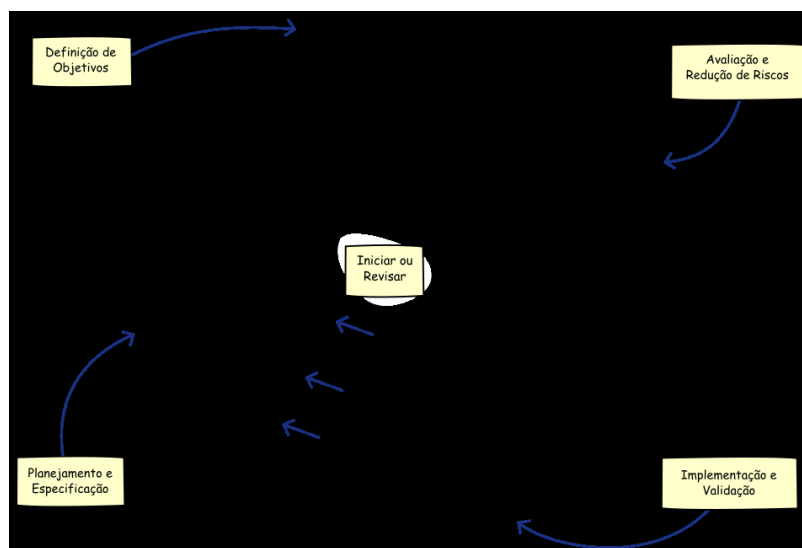 Definição de
Objetivos
Avaliação e
Redução de Riscos
Iniciar ou
Revisar
Planejamento e
Especificação
Implementação e
Validação